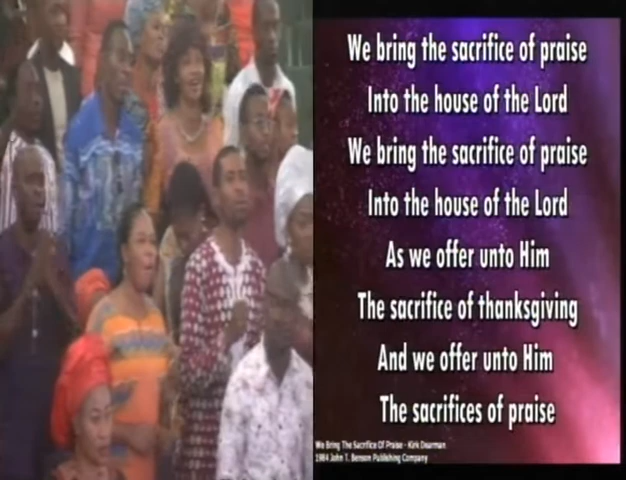 We bring the sacrifice of praise
Into the house of the Lord
We bring the sacrifice of praise
Into the house of the Lord
As we offer unto Him
The sacrifice of thanksgiving
And we offer unto Him
The sacrifices of praise
We Bring The Sacrifice Of Praise - Kirk Dearman
1984 John T. Benson Publishing Company